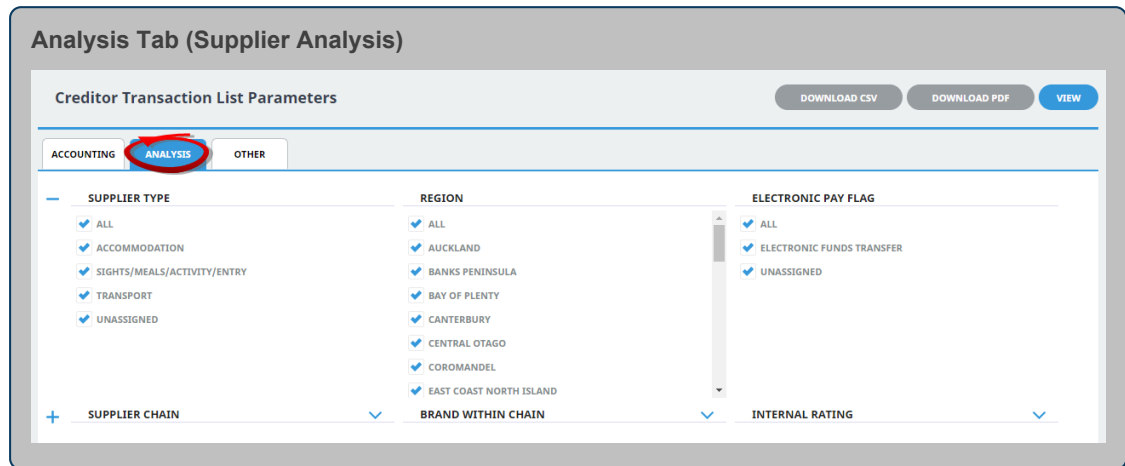 Analysis Tab (Supplier Analysis)
Creditor Transaction List Parameters
DOWNLOAD CSV
DOWNLOAD PDF
VIEW
ACCOUNTING
ANALYSIS
OTHER
SUPPLIER TYPE
ALL
ACCOMMODATION
SIGHTS/MEALS/ACTIVITY/ENTRY
TRANSPORT
UNASSIGNED
REGION
ALL
AUCKLAND
BANKS PENINSULA
BAY OF PLENTY
CANTERBURY
CENTRAL OTAGO
COROMANDEL
EAST COAST NORTH ISLAND
ELECTRONIC PAY FLAG
ALL
ELECTRONIC FUNDS TRANSFER
UNASSIGNED
SUPPLIER CHAIN
BRAND WITHIN CHAIN
INTERNAL RATING